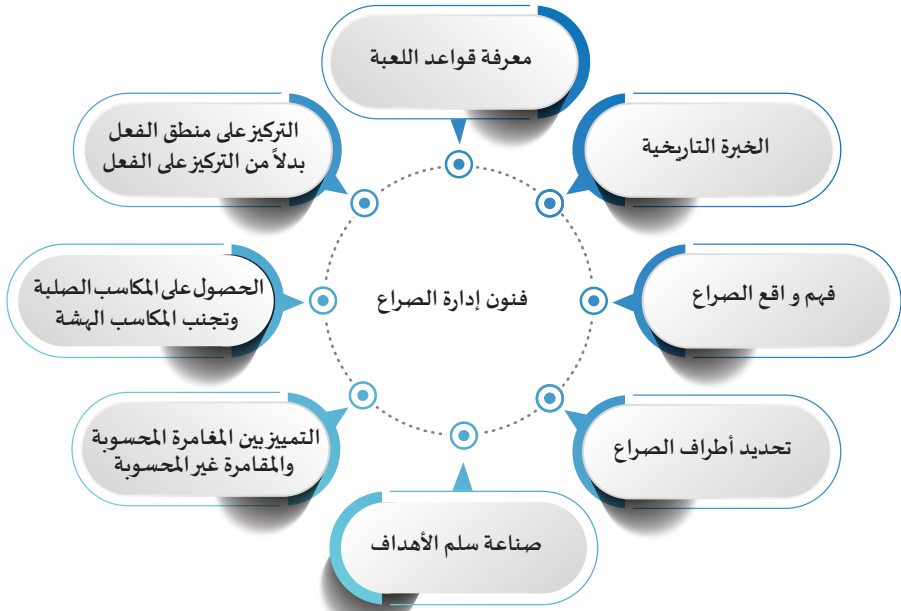 معرفة قواعد اللعبة
الخبرة التاريخية
فهم و اقع الصراع
تحديد أطراف الصراع
صناعة سلم الأهداف
التمييز بين المغامرة المحسوبة
والمقامرة غير المحسوبة
الحصول على المكاسب الصلبة
وتجنب المكاسب الهشة
التركيز على منطق الفعل
بدلاً من التركيز على الفعل
فنون إدارة الصراع